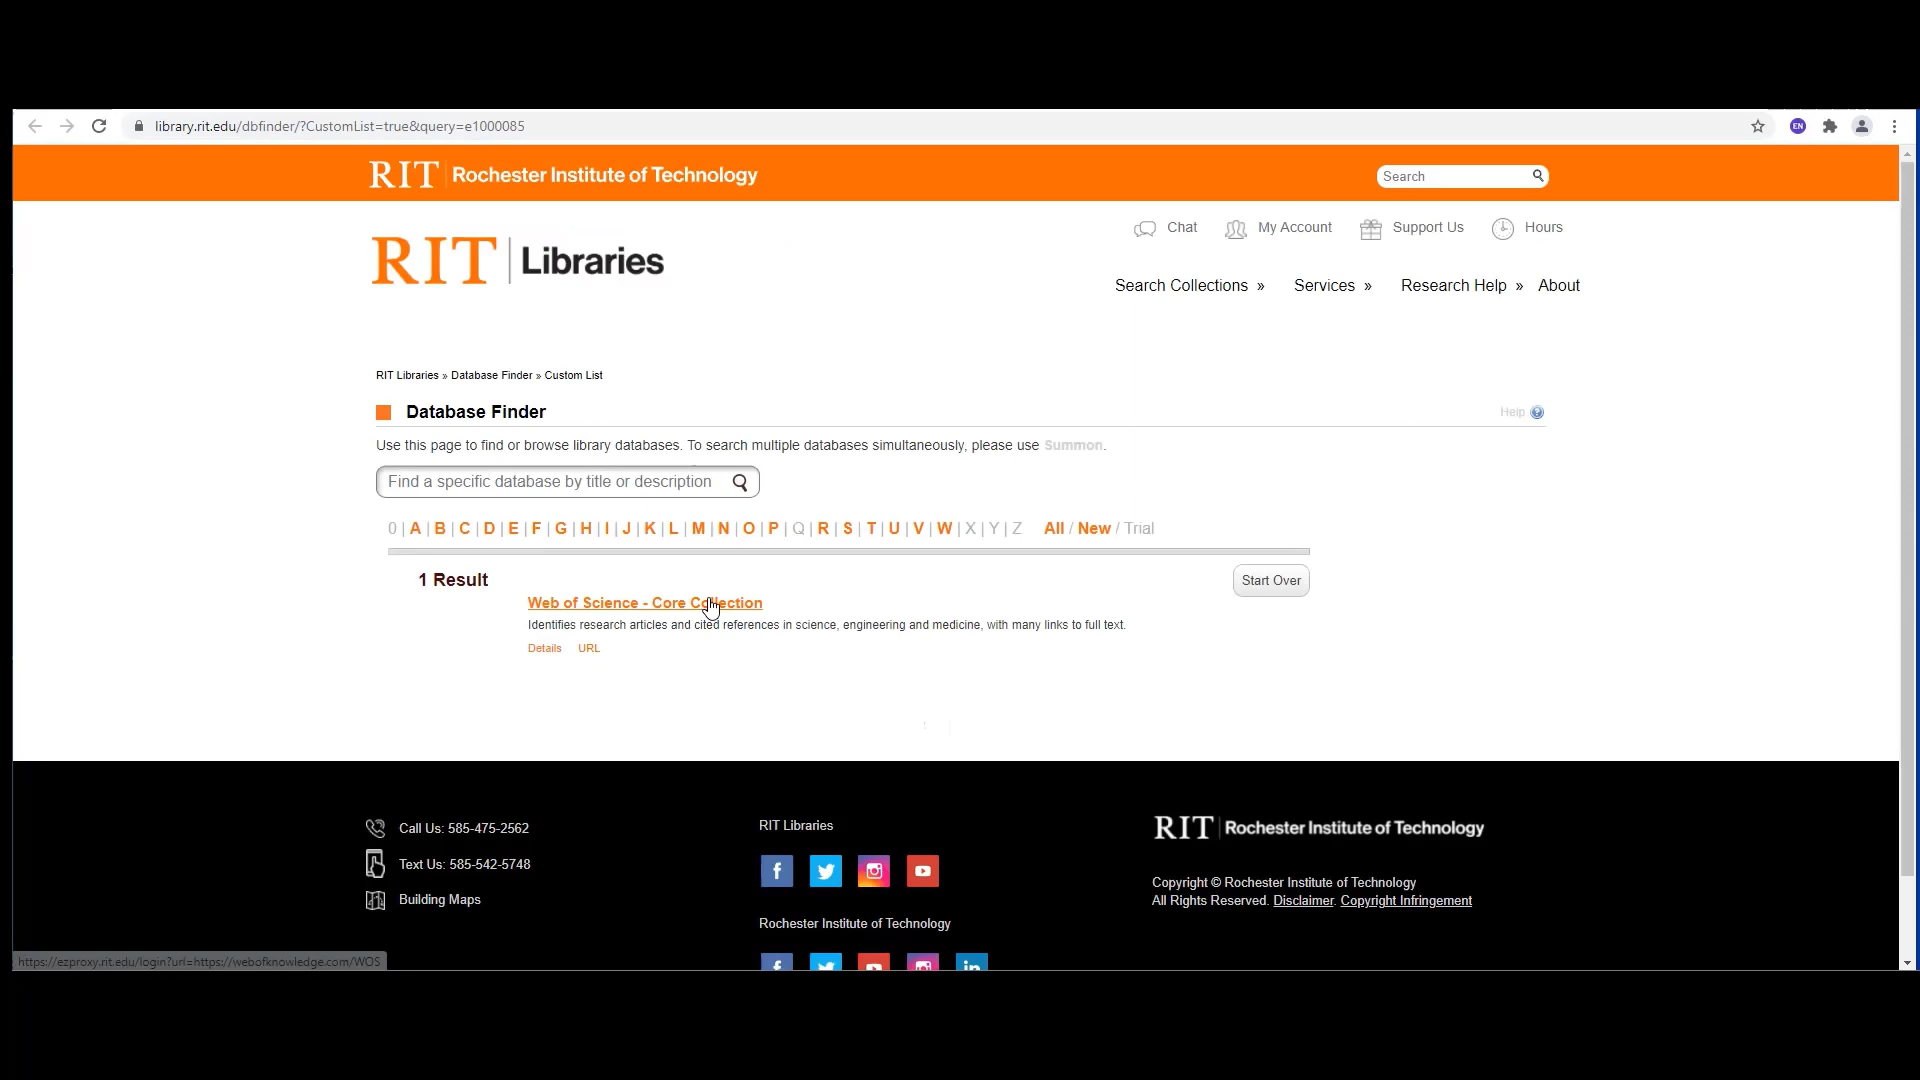 library.rit.edu/dbfinder/?CustomList=true&query=e1000085
EN
RIT | Rochester Institute of Technology
Search
Chat
My Account
Support Us
Hours
RIT | Libraries
Search Collections »
Services »
Research Help »
About
RIT Libraries » Database Finder » Custom List
Database Finder
Help
Use this page to find or browse library databases. To search multiple databases simultaneously, please use Summon.
Find a specific database by title or description
0 | A | B | C | D | E | F | G | H | I | J | K | L | M | N | O | P | Q | R | S | T | U | V | W | X | Y | Z All / New / Trial
1 Result
Start Over
Web of Science - Core Collection
Identifies research articles and cited references in science, engineering and medicine, with many links to full text.
Details URL
Call Us: 585-475-2562
Text Us: 585-542-5748
Building Maps
RIT Libraries
Rochester Institute of Technology
RIT | Rochester Institute of Technology
Copyright © Rochester Institute of Technology
All Rights Reserved. Disclaimer. Copyright Infringement
https://ezproxy.rit.edu/login?url=https://webofknowledge.com/WOS